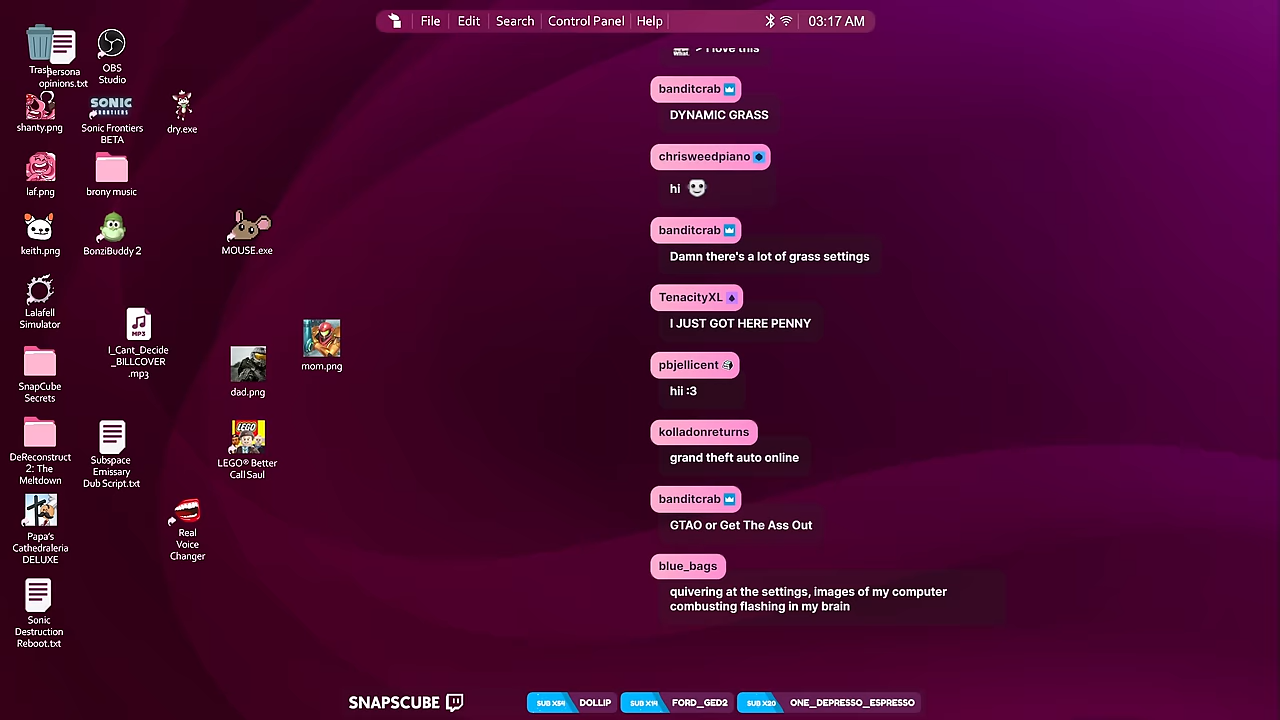 File Edit Search Control Panel Help 03:17 AM
Trash
persona
opinions.txt
OBS
Studio
shanty.png
SONIC
FRONTIERS
Sonic Frontiers
BETA
dry.exe
laf.png
brony music
keith.png
BonziBuddy 2
MOUSE.exe
Lalafell
Simulator
MP3
I_Cant_Decide
_BILLCOVER
.mp3
mom.png
dad.png
SnapCube
Secrets
DeReconstruct
2: The
Meltdown
Subspace
Emissary
Dub Script.txt
LEGO
LEGO® Better
Call Saul
Papa's
Cathedraleria
DELUXE
Real
Voice
Changer
Sonic
Destruction
Reboot.txt
> I love this
banditcrab
DYNAMIC GRASS
chrisweedpiano
hi
banditcrab
Damn there's a lot of grass settings
TenacityXL
I JUST GOT HERE PENNY
pbjellicent
hii :3
kolladonreturns
grand theft auto online
banditcrab
GTAO or Get The Ass Out
blue_bags
quivering at the settings, images of my computer
combusting flashing in my brain
SNAPSCUBE
SUB X54 DOLLIP SUB X14 FORD_GED2 SUB X20 ONE_DEPRESSO_ESPRESSO